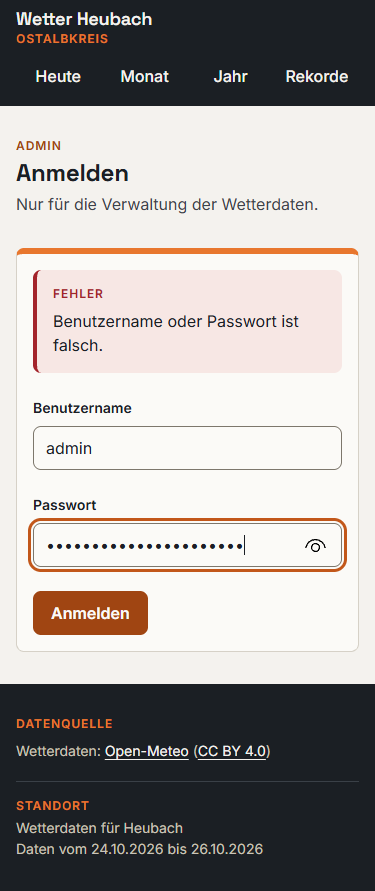 Wetter Heubach
OSTALBKREIS
Heute Monat Jahr Rekorde
ADMIN
Anmelden
Nur für die Verwaltung der Wetterdaten.
FEHLER
Benutzername oder Passwort ist
falsch.
Benutzername
admin
Passwort
••••••••••••••••••••••
Anmelden
DATENQUELLE
Wetterdaten: Open-Meteo (CC BY 4.0)
STANDORT
Wetterdaten für Heubach
Daten vom 24.10.2026 bis 26.10.2026